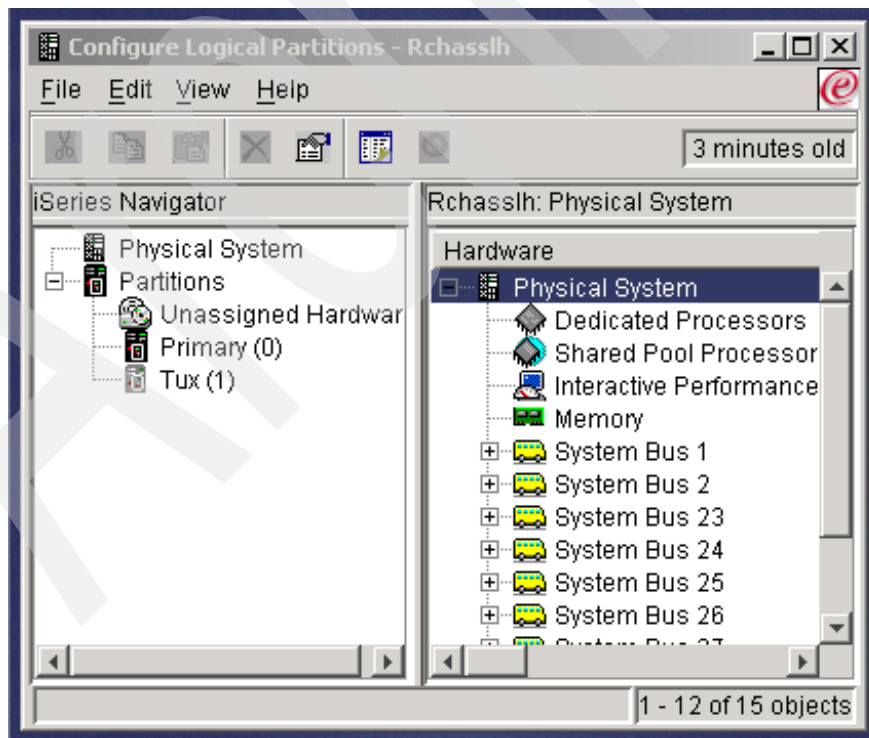 Configure Logical Partitions - Rchasslh
File Edit View Help
3 minutes old
iSeries Navigator
Physical System
Partitions
Unassigned Hardwar
Primary (0)
Tux (1)
Rchasslh: Physical System
Hardware
Physical System
Dedicated Processors
Shared Pool Processor
Interactive Performance
Memory
System Bus 1
System Bus 2
System Bus 23
System Bus 24
System Bus 25
System Bus 26
System Bus 27
1 - 12 of 15 objects